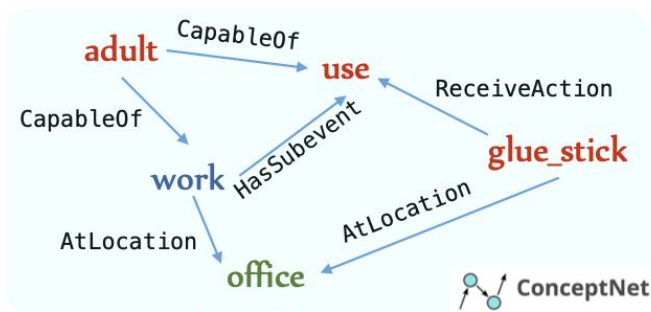 adult
CapableOf
use
ReceiveAction
CapableOf
HasSubevent
glue_stick
work
AtLocation
AtLocation
office
ConceptNet